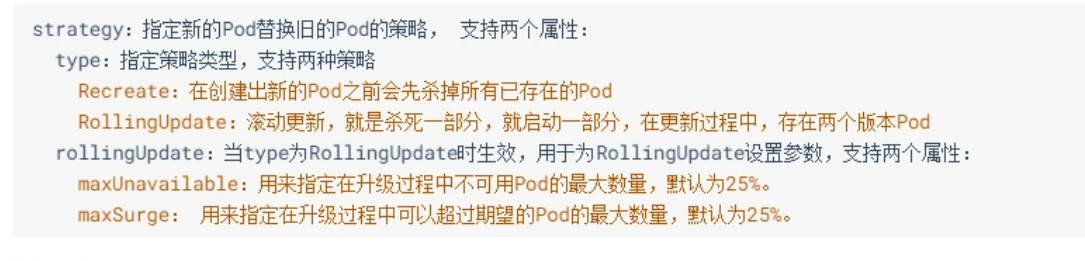 strategy：指定新的Pod替换旧的Pod的策略， 支持两个属性：
type：指定策略类型，支持两种策略
Recreate：在创建出新的Pod之前会先杀掉所有已存在的Pod
RollingUpdate：滚动更新，就是杀死一部分，就启动一部分，在更新过程中，存在两个版本Pod
rollingUpdate：当type为RollingUpdate时生效，用于为RollingUpdate设置参数，支持两个属性：
maxUnavailable：用来指定在升级过程中不可用Pod的最大数量，默认为25%。
maxSurge： 用来指定在升级过程中可以超过期望的Pod的最大数量，默认为25%。